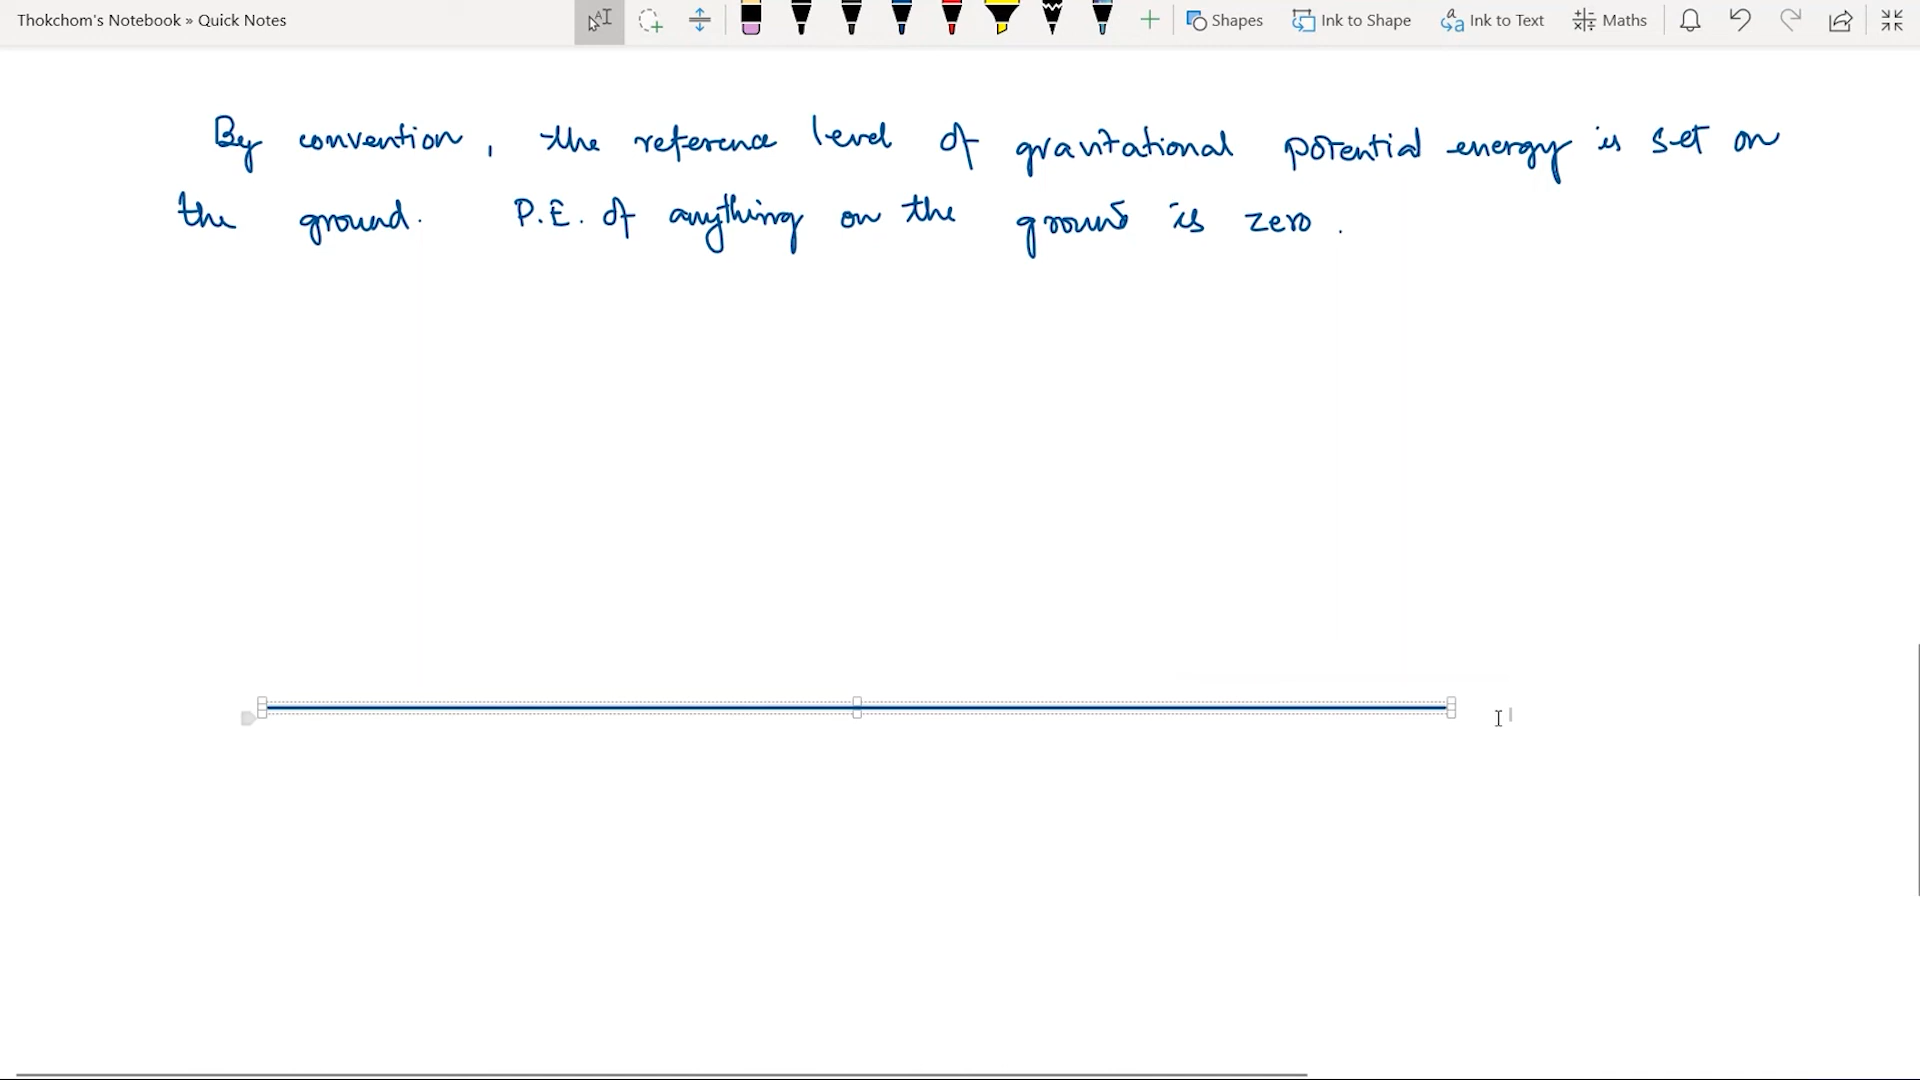 Thokchom's Notebook » Quick Notes
Shapes Ink to Shape Ink to Text Maths
By convention, the reference level of gravitational potential energy is set on
the ground. P.E. of anything on the ground is zero.